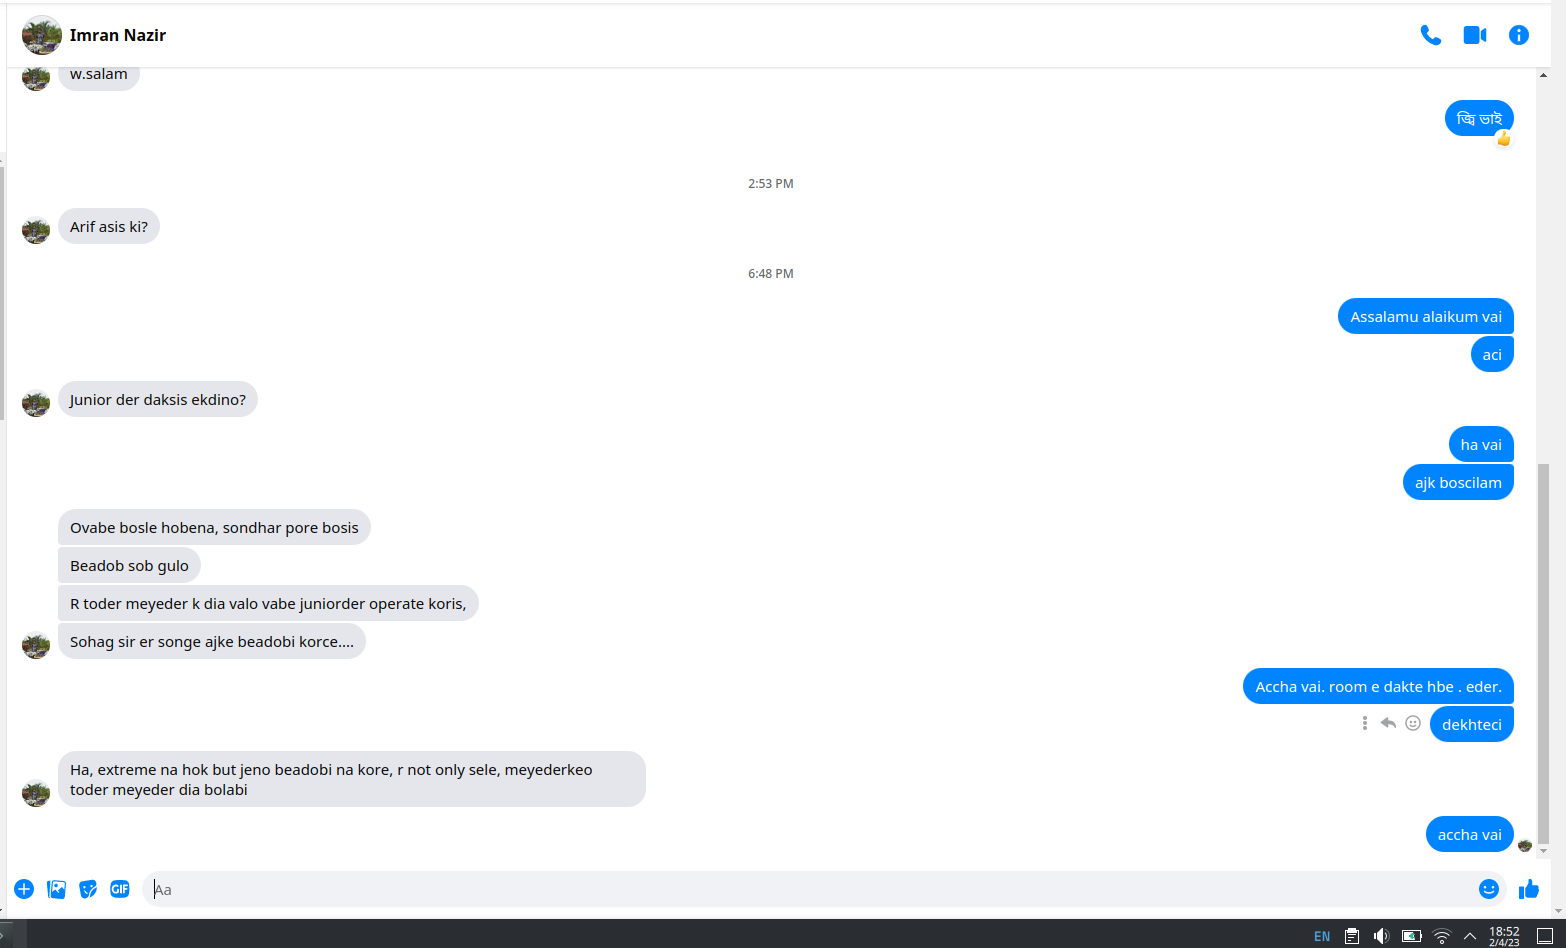 Imran Nazir
w.salam
জ্বি ভাই
2:53 PM
Arif asis ki?
6:48 PM
Assalamu alaikum vai
aci
Junior der daksis ekdino?
ha vai
ajk boscilam
Ovabe bosle hobena, sondhar pore bosis
Beadob sob gulo
R toder meyeder k dia valo vabe juniorder operate koris,
Sohag sir er songe ajke beadobi korce....
Accha vai. room e dakte hbe . eder.
dekhteci
Ha, extreme na hok but jeno beadobi na kore, r not only sele, meyederkeo
toder meyeder dia bolabi
accha vai
GIF
Aa
EN
18:52
2/4/23